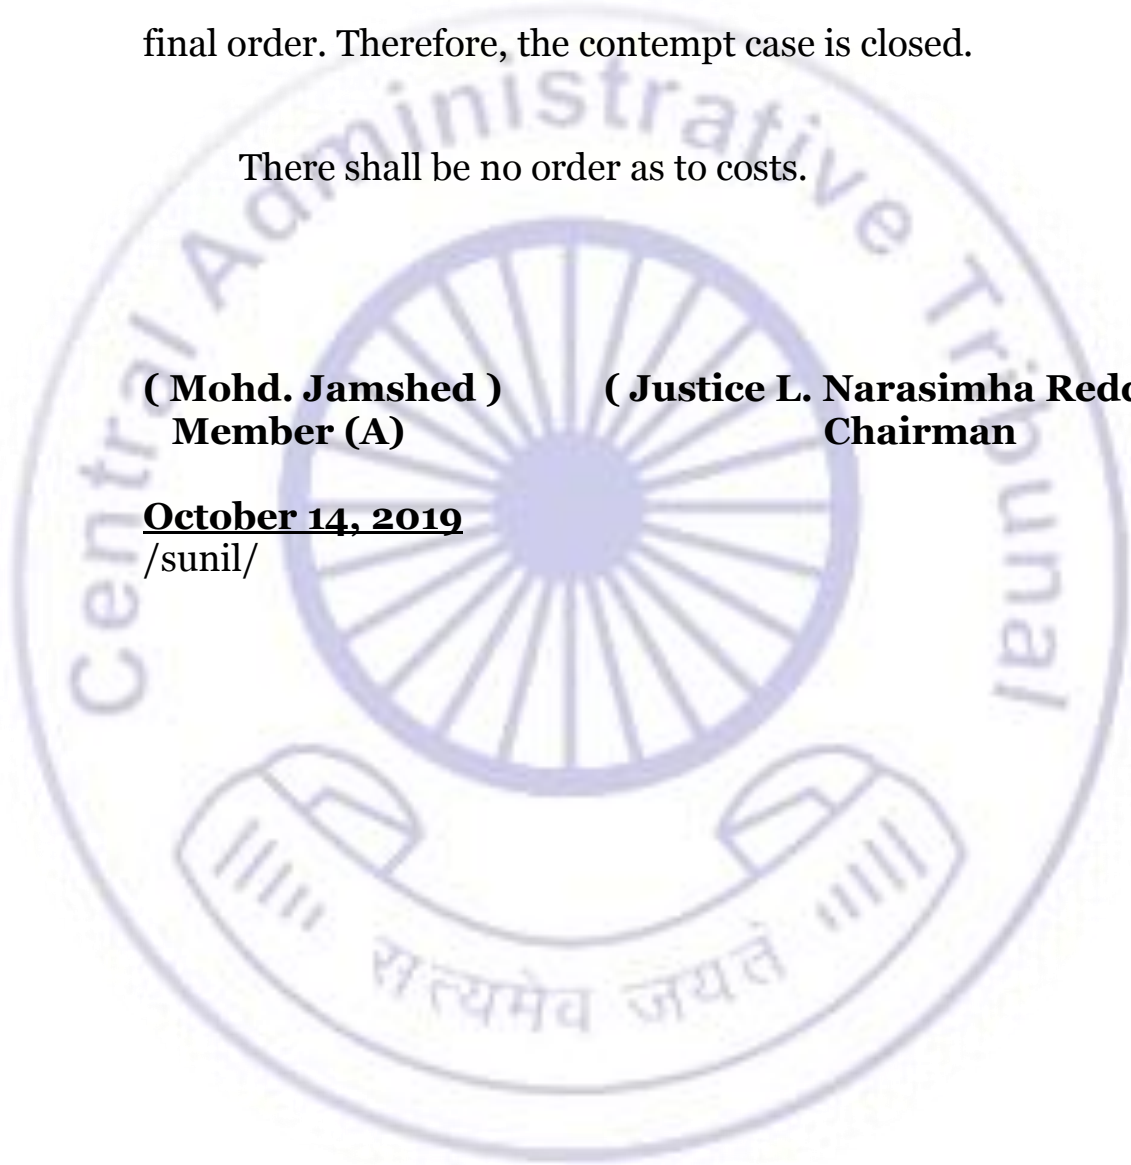 final order. Therefore, the contempt case is closed.
There shall be no order as to costs.
( Mohd. Jamshed ) ( Justice L. Narasimha Redd
Member (A) Chairman
October 14, 2019
/sunil/
Central Administrative Tribunal
सत्यमेव जयते